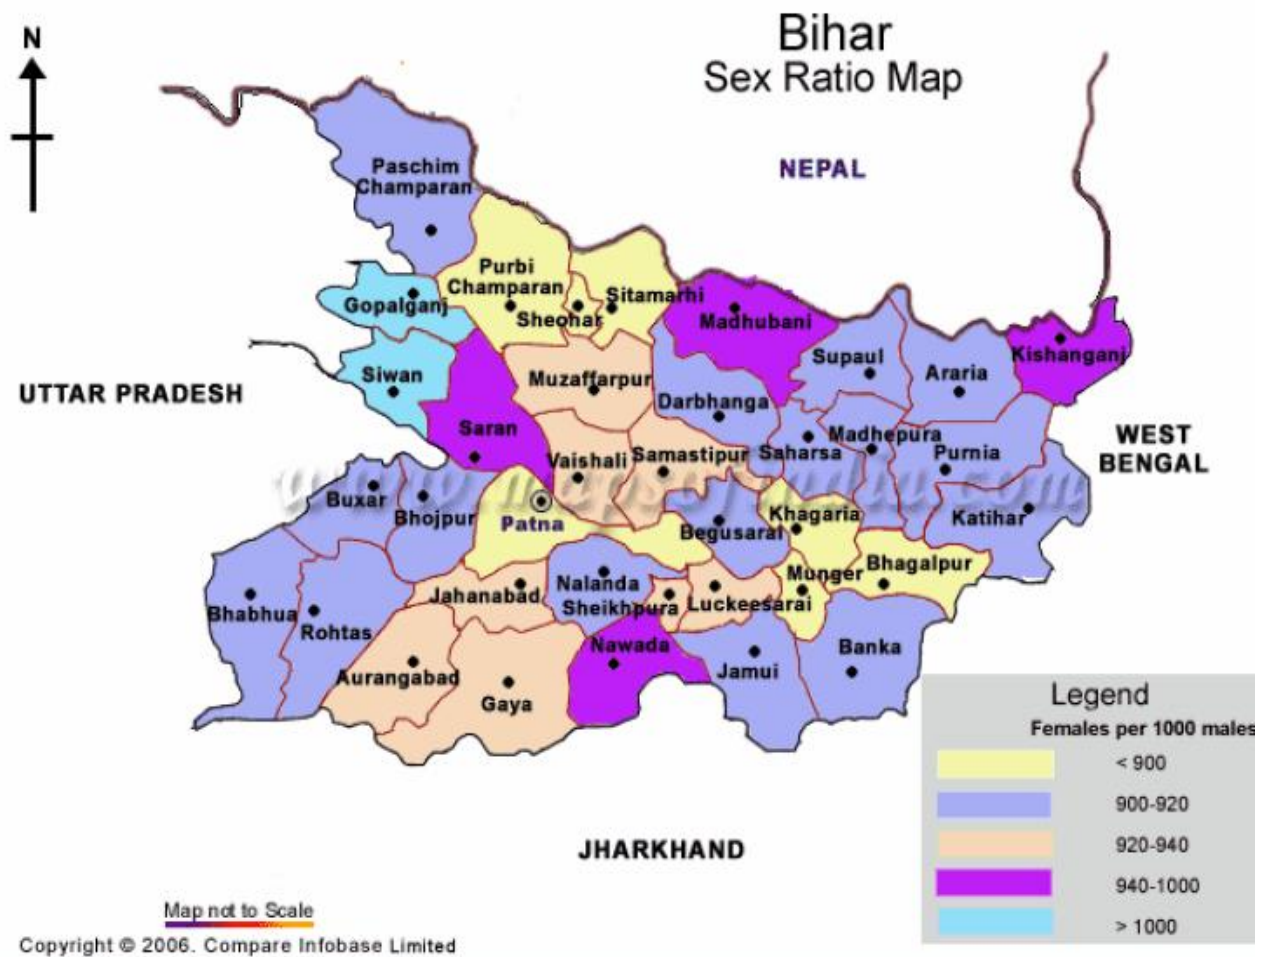 Bihar
Sex Ratio Map
N
NEPAL
UTTAR PRADESH
WEST
BENGAL
JHARKHAND
Paschim
Champaran
Purbi
Champaran
Sheohar
Sitamarhi
Gopalganj
Madhubani
Siwan
Muzaffarpur
Supaul
Araria
Kishanganj
Darbhanga
Saran
Vaishali
Samastipur
Saharsa
Madhepura
Purnia
Buxar
Bhojpur
Patna
Begusarai
Khagaria
Katihar
Bhabhua
Rohtas
Jahanabad
Nalanda
Sheikhpura
Luckeesarai
Munger
Bhagalpur
Aurangabad
Gaya
Nawada
Jamui
Banka
www.mapsofindia.com
Legend
Females per 1000 males
< 900
900-920
920-940
940-1000
> 1000
Map not to Scale
Copyright © 2006. Compare Infobase Limited